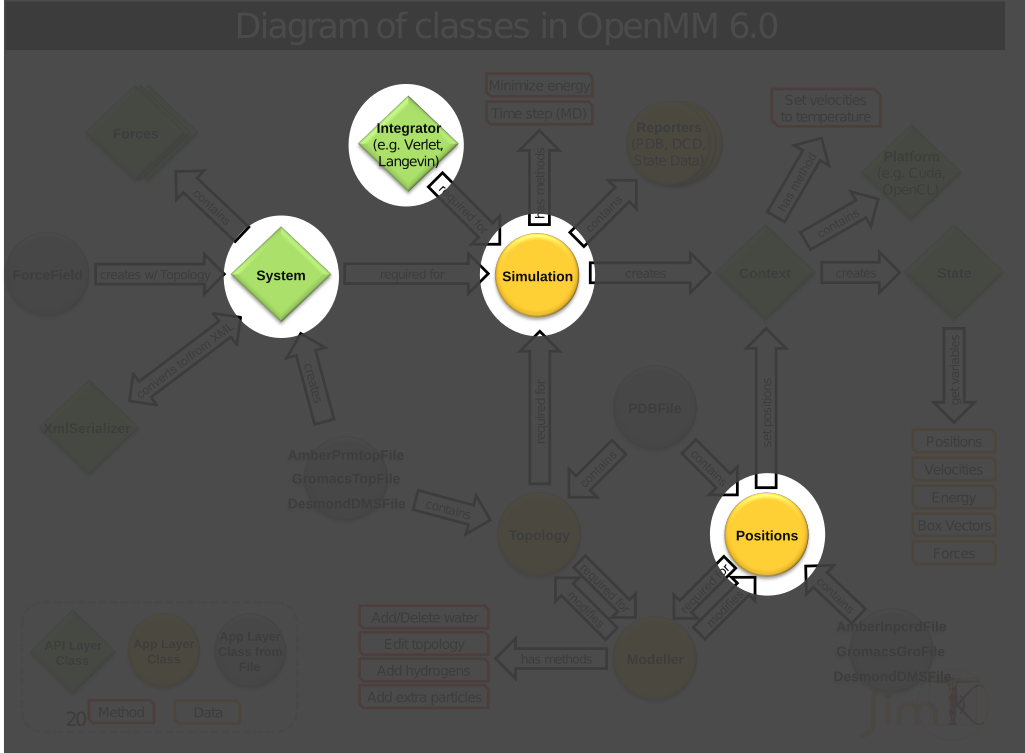 Diagram of classes in OpenMM 6.0
Minimize energy
Time step (MD)
Set velocities
to temperature
Forces
Integrator
(e.g. Verlet,
Langevin)
Reporters
(PDB, DCD,
State Data)
Platform
(e.g. Cuda,
OpenCL)
contains
required for
has methods
contains
has method
contains
ForceField
creates w/ Topology
System
required for
Simulation
creates
Context
creates
State
converts to/from XML
creates
required for
set positions
get variables
XmlSerializer
PDBFile
AmberPrmtopFile
GromacsTopFile
DesmondDMSFile
contains
contains
contains
Positions
Velocities
Energy
Box Vectors
Forces
Topology
Positions
required for
modifies
required for
modifies
contains
Add/Delete water
Edit topology
Add hydrogens
Add extra particles
has methods
Modeller
AmberInpcrdFile
GromacsGroFile
DesmondDMSFile
API Layer
Class
App Layer
Class
App Layer
Class from
File
20
Method
Data